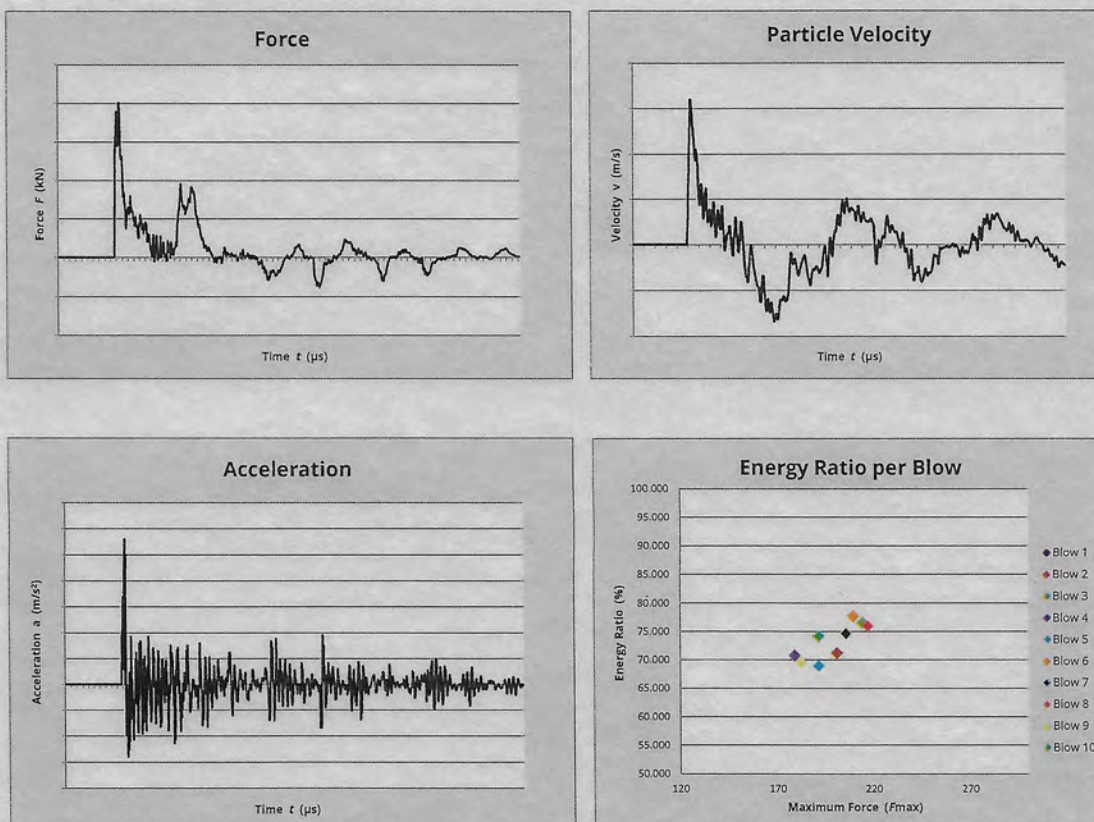 Force
Force F (kN)
Time t (µs)
Particle Velocity
Velocity v (m/s)
Time t (µs)
Acceleration
Acceleration a (m/s²)
Time t (µs)
Energy Ratio per Blow
Energy Ratio (%)
100.000
95.000
90.000
85.000
80.000
75.000
70.000
65.000
60.000
55.000
50.000
120 170 220 270
Maximum Force (Fmax)
Blow 1
Blow 2
Blow 3
Blow 4
Blow 5
Blow 6
Blow 7
Blow 8
Blow 9
Blow 10